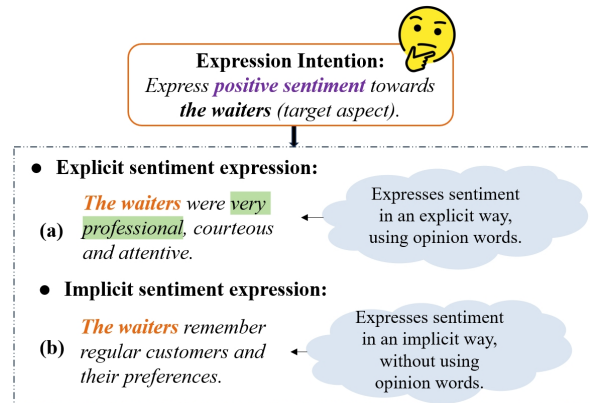 Expression Intention:
Express positive sentiment towards
the waiters (target aspect).
● Explicit sentiment expression:
(a)
The waiters were very
professional, courteous
and attentive.
Expresses sentiment
in an explicit way,
using opinion words.
● Implicit sentiment expression:
(b)
The waiters remember
regular customers and
their preferences.
Expresses sentiment
in an implicit way,
without using
opinion words.